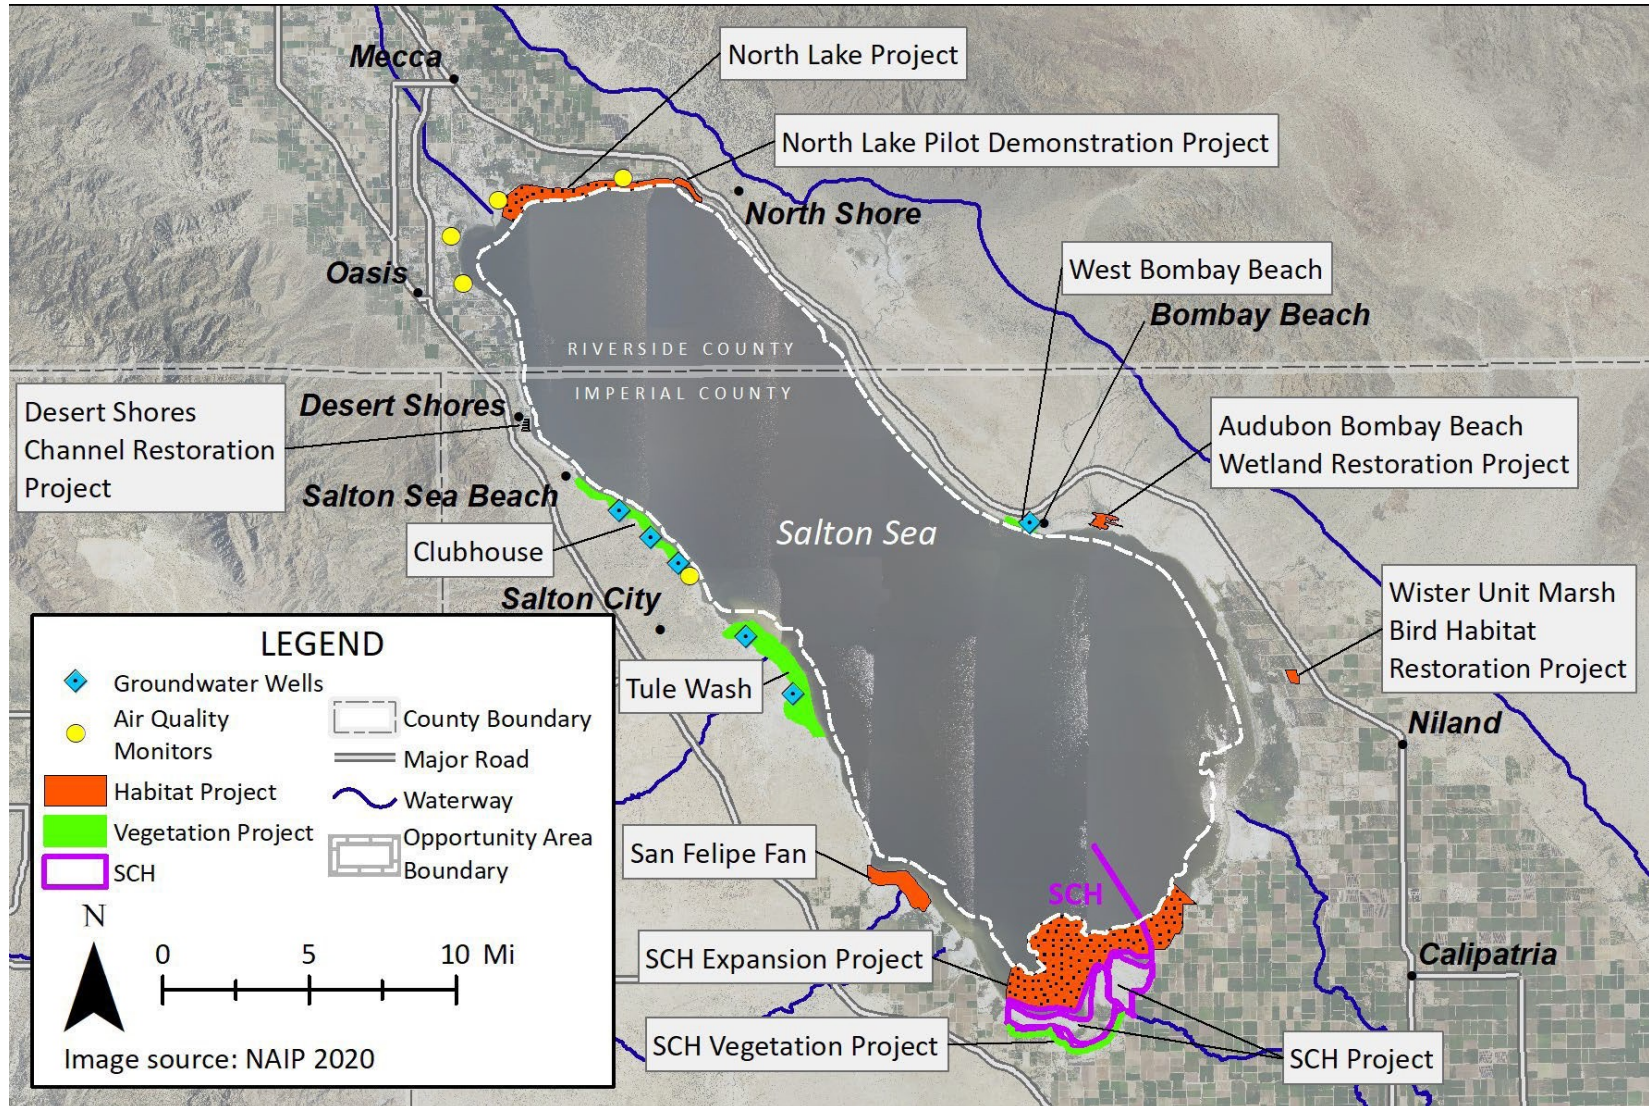 Mecca
North Lake Project
North Lake Pilot Demonstration Project
North Shore
Oasis
West Bombay Beach
Bombay Beach
RIVERSIDE COUNTY
IMPERIAL COUNTY
Desert Shores
Channel Restoration
Project
Desert Shores
Audubon Bombay Beach
Wetland Restoration Project
Salton Sea Beach
Salton Sea
Clubhouse
Salton City
Wister Unit Marsh
Bird Habitat
Restoration Project
Tule Wash
Niland
San Felipe Fan
SCH
SCH Expansion Project
Calipatria
SCH Vegetation Project
SCH Project
LEGEND
Groundwater Wells
Air Quality
Monitors
Habitat Project
Vegetation Project
SCH
County Boundary
Major Road
Waterway
Opportunity Area
Boundary
N
0 5 10 Mi
Image source: NAIP 2020